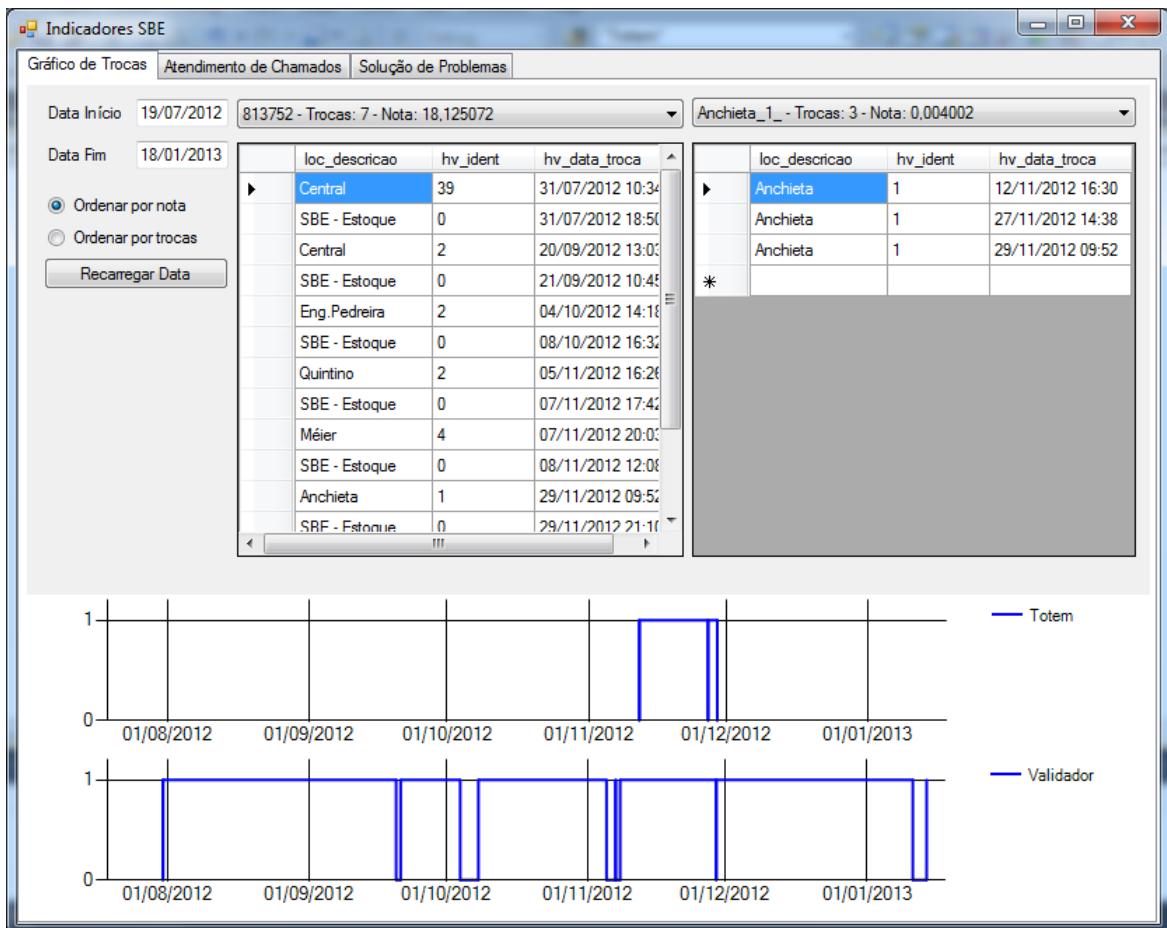 Indicadores SBE
Gráfico de Trocas Atendimento de Chamados Solução de Problemas
Data Início 19/07/2012 813752 - Trocas: 7 - Nota: 18,125072 Anchieta_1_ - Trocas: 3 - Nota: 0,004002
Data Fim 18/01/2013
Ordenar por nota
Ordenar por trocas
Recarregar Data
loc_descricao hv_ident hv_data_troca
Central 39 31/07/2012 10:34
SBE - Estoque 0 31/07/2012 18:50
Central 2 20/09/2012 13:03
SBE - Estoque 0 21/09/2012 10:45
Eng.Pedreira 2 04/10/2012 14:18
SBE - Estoque 0 08/10/2012 16:32
Quintino 2 05/11/2012 16:26
SBE - Estoque 0 07/11/2012 17:42
Méier 4 07/11/2012 20:03
SBE - Estoque 0 08/11/2012 12:08
Anchieta 1 29/11/2012 09:52
SBE - Estoque 0 29/11/2012 21:10
loc_descricao hv_ident hv_data_troca
Anchieta 1 12/11/2012 16:30
Anchieta 1 27/11/2012 14:38
Anchieta 1 29/11/2012 09:52
1
0
01/08/2012 01/09/2012 01/10/2012 01/11/2012 01/12/2012 01/01/2013
Totem
1
0
01/08/2012 01/09/2012 01/10/2012 01/11/2012 01/12/2012 01/01/2013
Validador